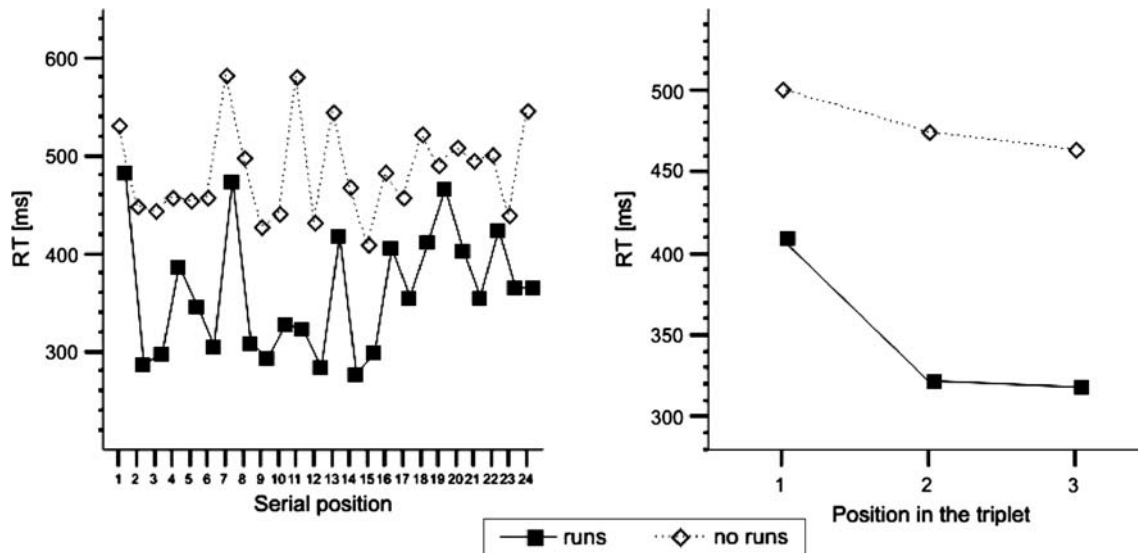 600
500
400
300
RT [ms]
1 2 3 4 5 6 7 8 9 10 11 12 13 14 15 16 17 18 19 20 21 22 23 24
Serial position
500
450
400
350
300
RT [ms]
1 2 3
Position in the triplet
runs no runs